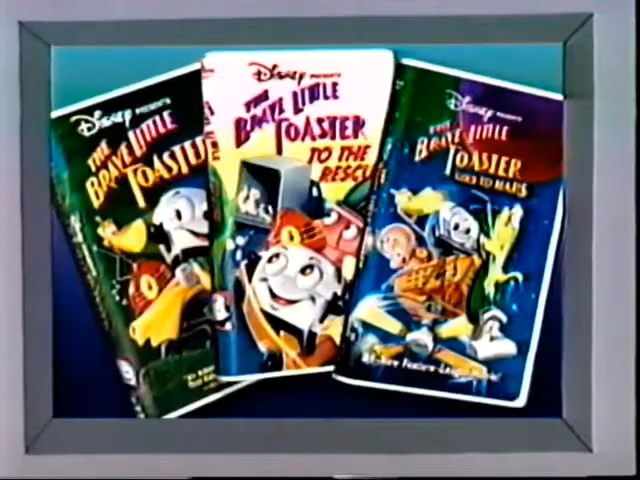 Disney PRESENTS
THE
BRAVE LITTLE
TOASTER
Disney PRESENTS
THE
BRAVE LITTLE
TOASTER
TO THE
RESCU
Disney PRESENTS
THE
BRAVE LITTLE
TOASTER
GOES TO MARS